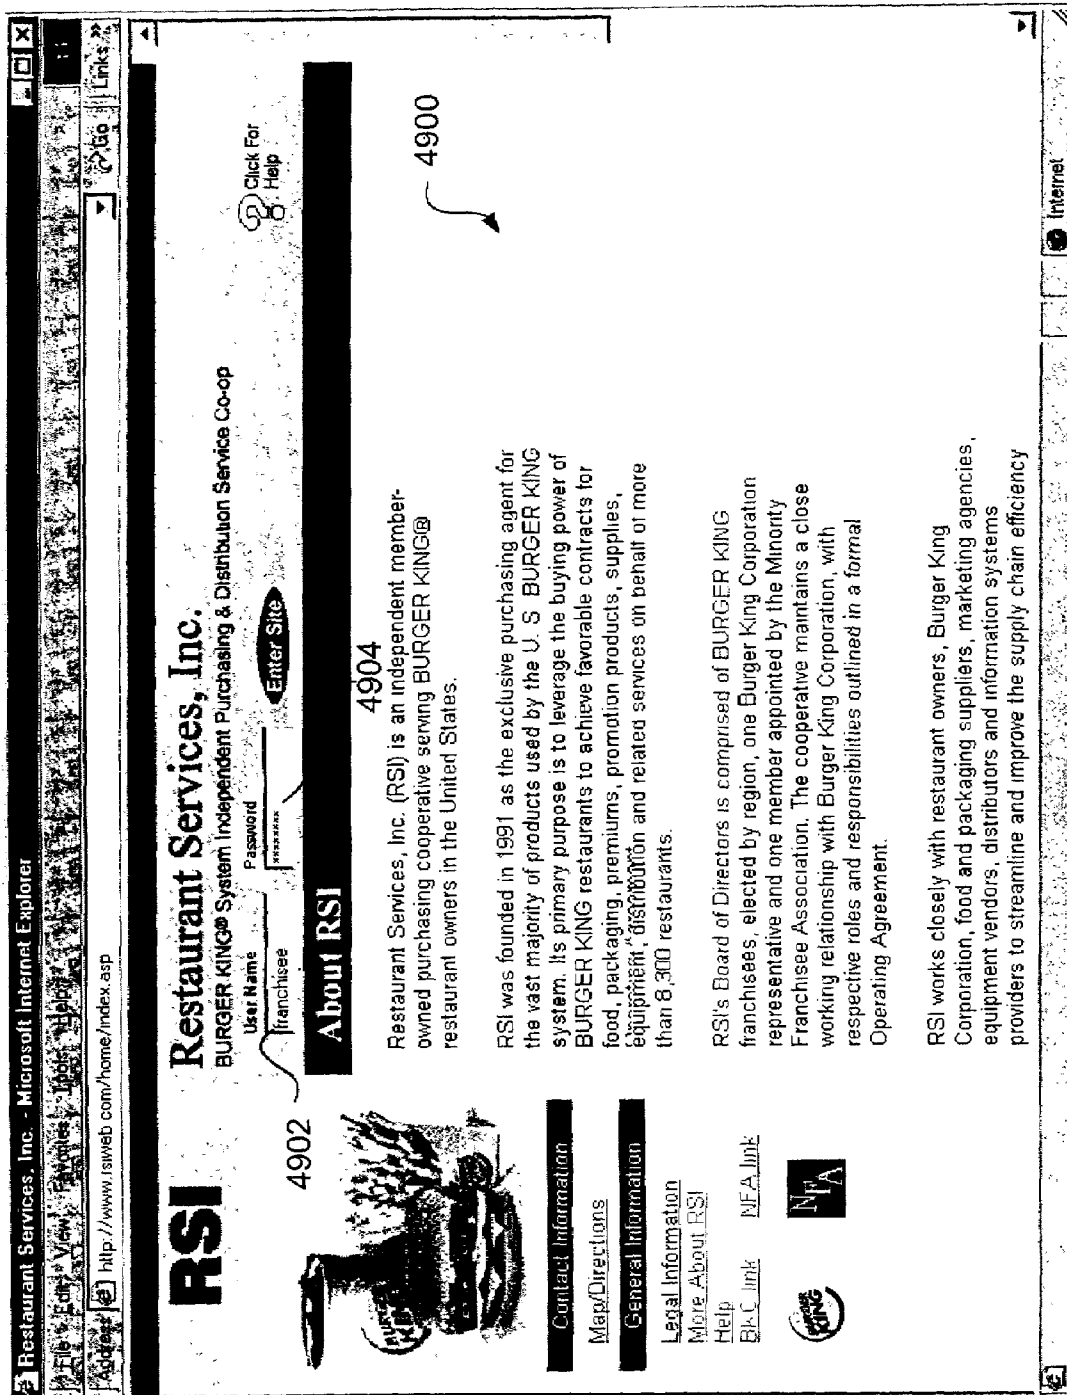 Restaurant Services, Inc. - Microsoft Internet Explorer
File Edit View Favorites Tools Help
Address http://www.rsiweb.com/home/index.asp Go Links »
RSI
Restaurant Services, Inc.
BURGER KING® System Independent Purchasing & Distribution Service Co-op
User Name Password
franchisee ******** Enter Site
Click For
Help
4902
4904
4900
About RSI
Restaurant Services, Inc. (RSI) is an independent member-
owned purchasing cooperative serving BURGER KING®
restaurant owners in the United States.
RSI was founded in 1991 as the exclusive purchasing agent for
the vast majority of products used by the U. S. BURGER KING
system. Its primary purpose is to leverage the buying power of
BURGER KING restaurants to achieve favorable contracts for
food, packaging, premiums, promotion products, supplies,
equipment, distribution and related services on behalf of more
than 8,300 restaurants.
RSI's Board of Directors is comprised of BURGER KING
franchisees, elected by region, one Burger King Corporation
representative and one member appointed by the Minority
Franchisee Association. The cooperative maintains a close
working relationship with Burger King Corporation, with
respective roles and responsibilities outlined in a formal
Operating Agreement.
RSI works closely with restaurant owners, Burger King
Corporation, food and packaging suppliers, marketing agencies,
equipment vendors, distributors and information systems
providers to streamline and improve the supply chain efficiency
Contact Information
Map/Directions
General Information
Legal Information
More About RSI
Help
BKC link NFA link
BURGER KING
NFA
Internet